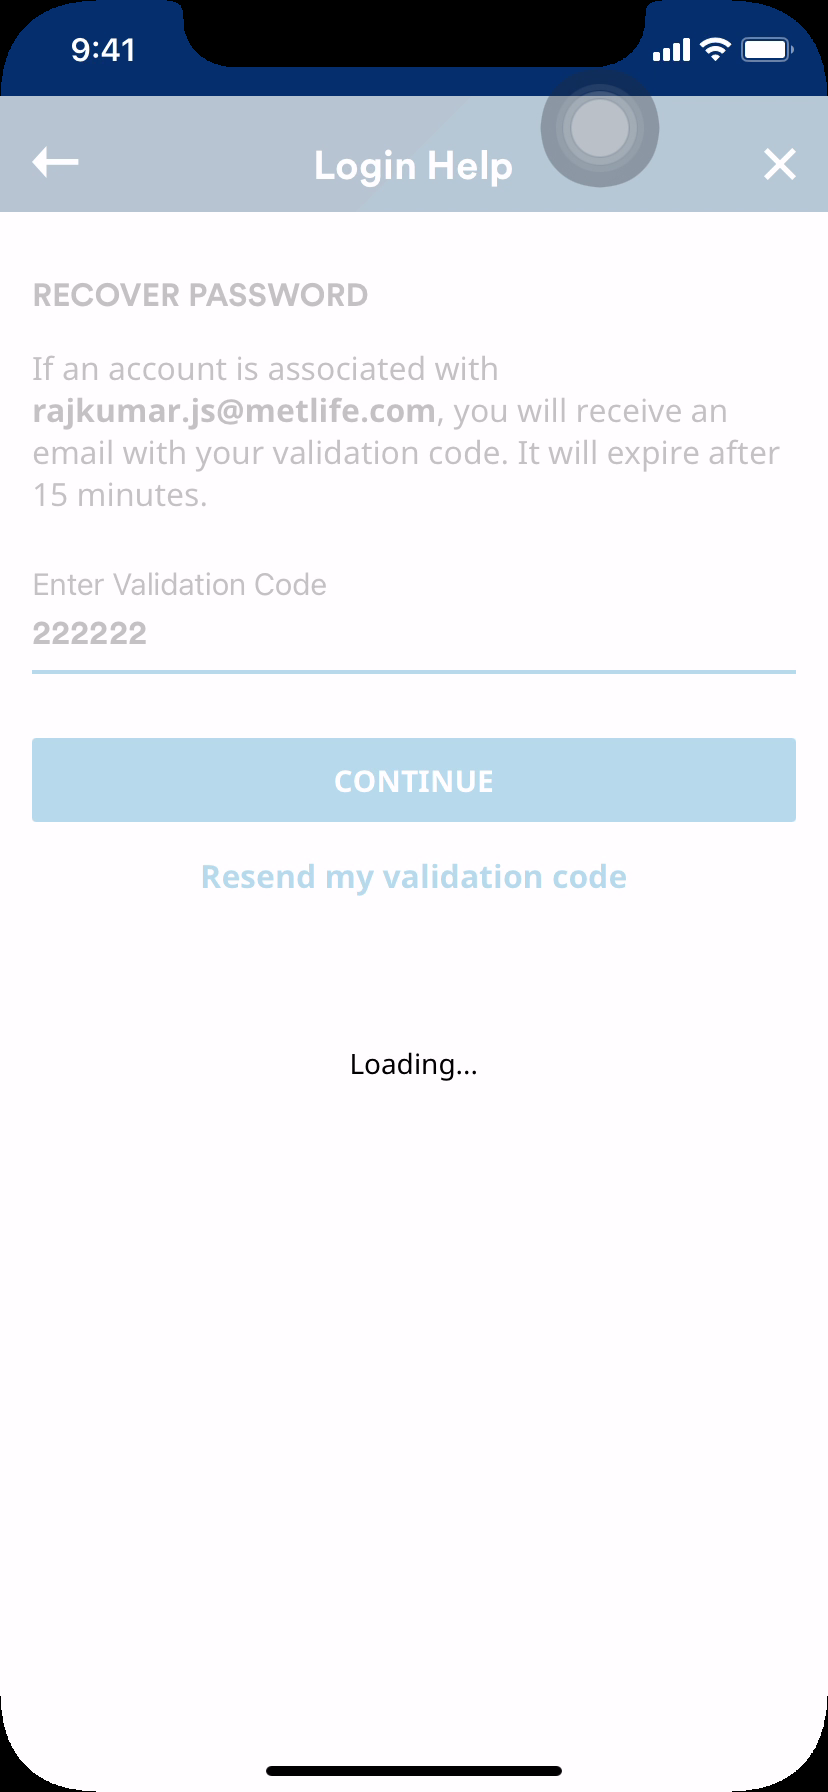 9:41
Login Help
RECOVER PASSWORD
If an account is associated with
rajkumar.js@metlife.com, you will receive an
email with your validation code. It will expire after
15 minutes.
Enter Validation Code
222222
CONTINUE
Resend my validation code
Loading...